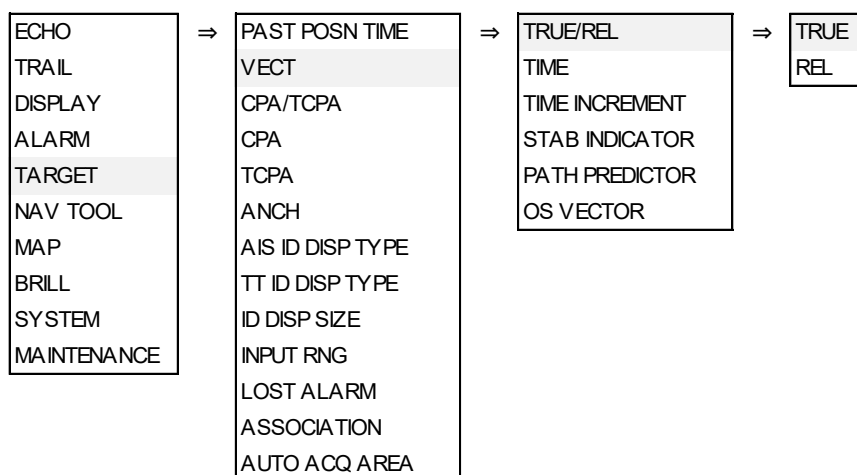 ECHO
TRAIL
DISPLAY
ALARM
TARGET
NAV TOOL
MAP
BRILL
SYSTEM
MAINTENANCE
⇒
PAST POSN TIME
VECT
CPA/TCPA
CPA
TCPA
ANCH
AIS ID DISP TYPE
TT ID DISP TYPE
ID DISP SIZE
INPUT RNG
LOST ALARM
ASSOCIATION
AUTO ACQ AREA
⇒
TRUE/REL
TIME
TIME INCREMENT
STAB INDICATOR
PATH PREDICTOR
OS VECTOR
⇒
TRUE
REL